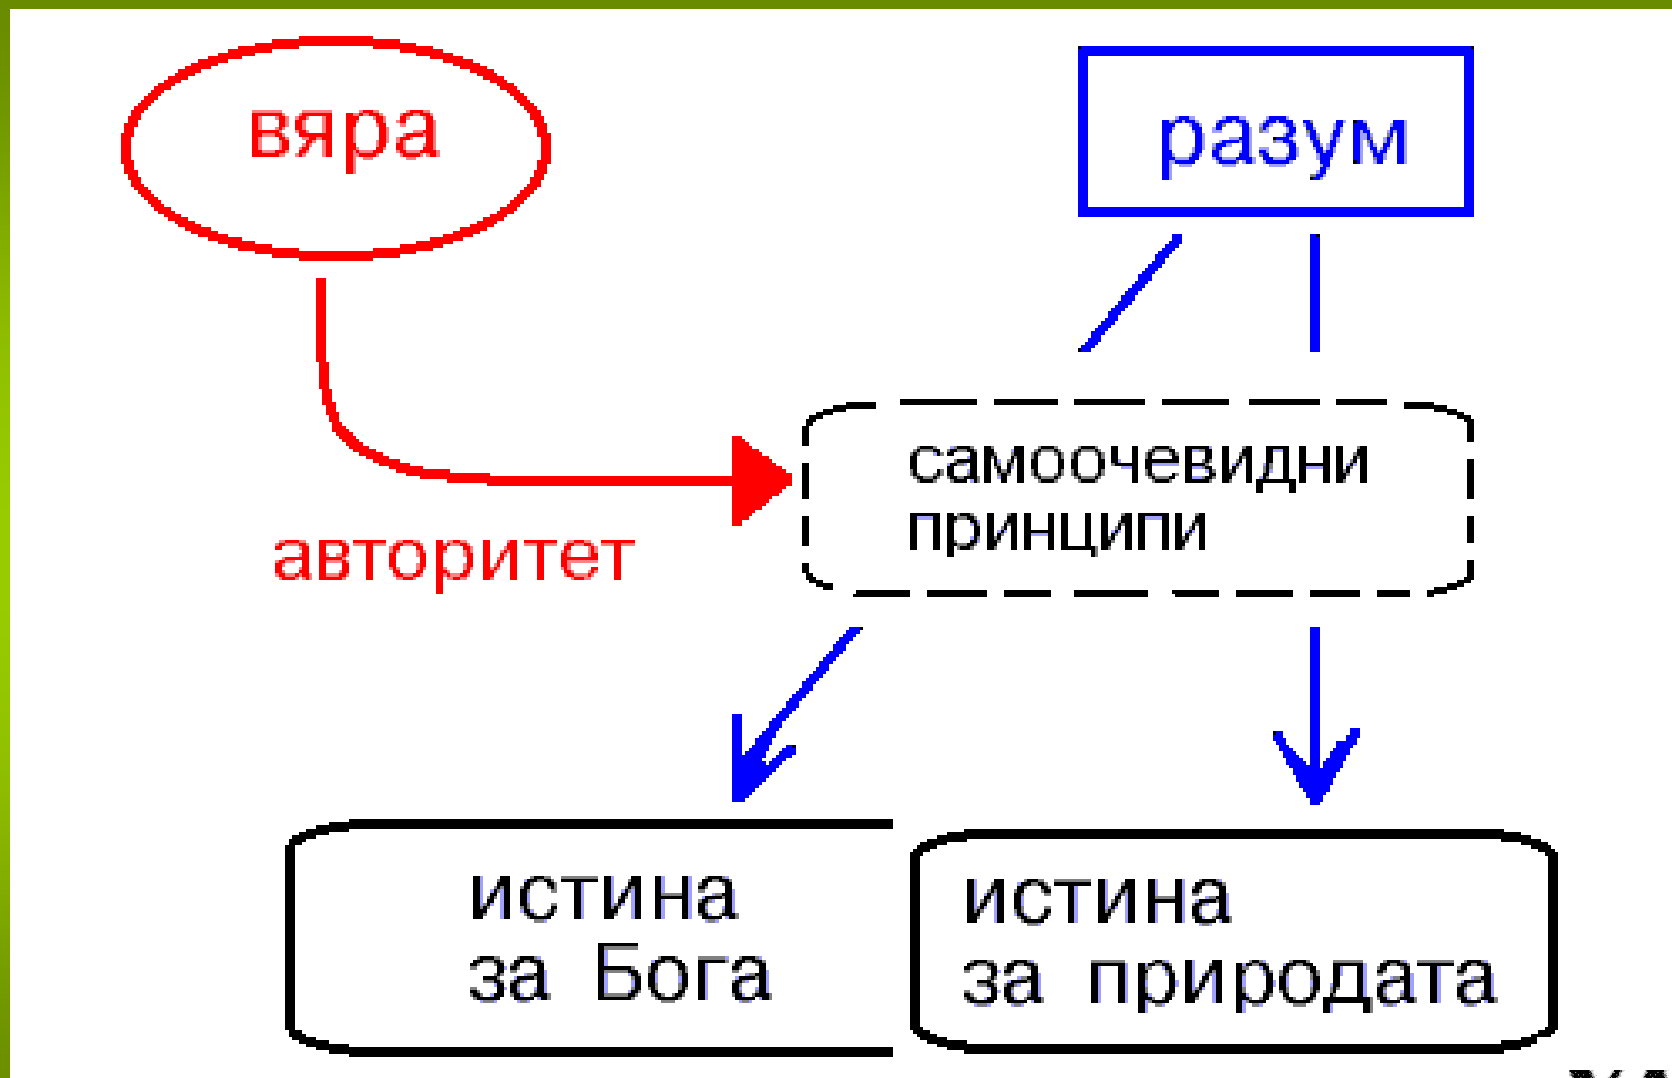 вяра
разум
самоочевидни
принципи
авторитет
истина
за Бога
истина
за природата